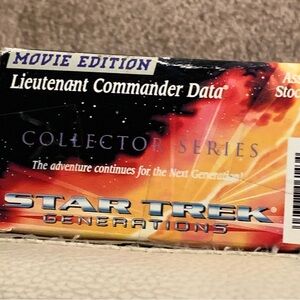 MOVIE EDITION
Lieutenant Commander Data®
COLLECTOR SERIES
The adventure continues for the Next Generation!
STAR TREK®
GENERATIONS